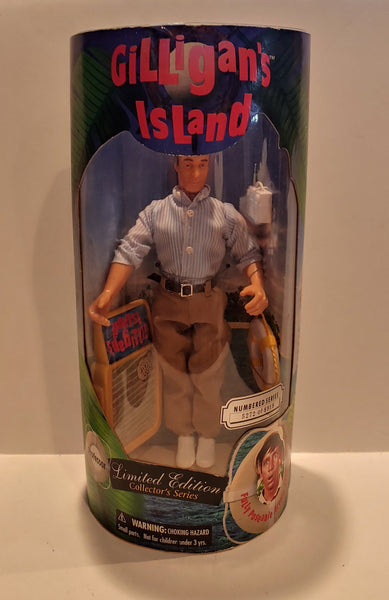 Gilligan's™
Island
NUMBERED SERIES
Limited Edition
Collector's Series
Fully Poseable
WARNING: CHOKING HAZARD
Small parts. Not for children under 3 yrs.